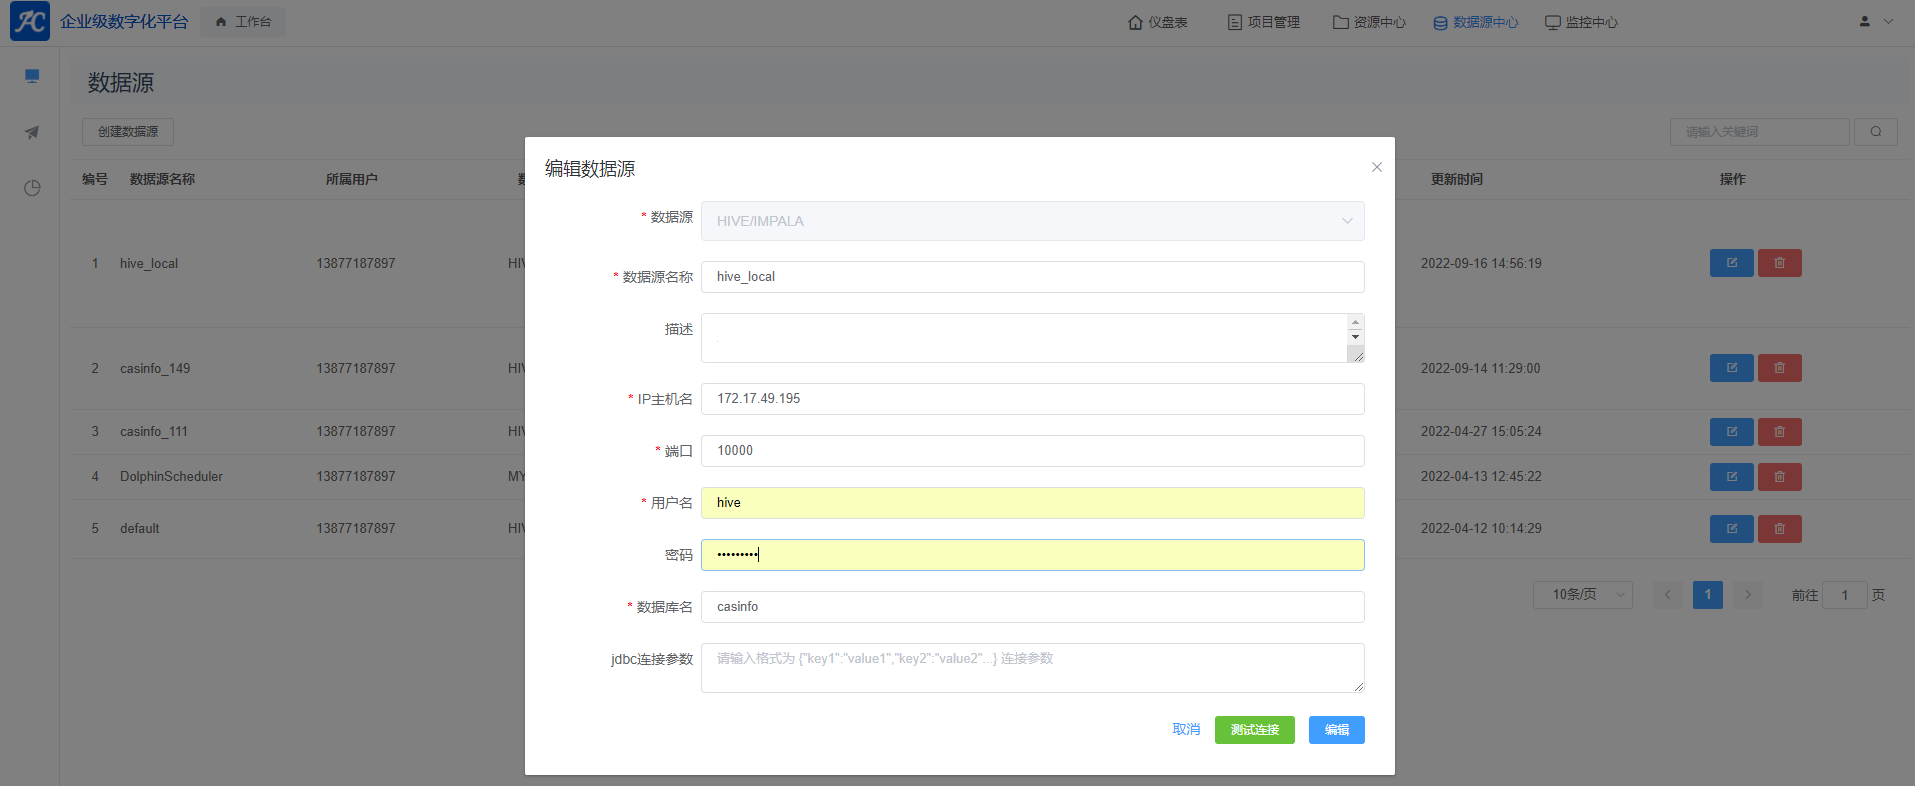 企业级数字化平台 工作台 仪盘表 项目管理 资源中心 数据源中心 监控中心
数据源
创建数据源 请输入关键词
编号 数据源名称 所属用户 更新时间 操作
1 hive_local 13877187897 HIV 2022-09-16 14:56:19
2 casinfo_149 13877187897 HIV 2022-09-14 11:29:00
3 casinfo_111 13877187897 HIV 2022-04-27 15:05:24
4 DolphinScheduler 13877187897 MY 2022-04-13 12:45:22
5 default 13877187897 HIV 2022-04-12 10:14:29
10条/页 1 前往 1 页
编辑数据源
* 数据源 HIVE/IMPALA
* 数据源名称 hive_local
描述
* IP主机名 172.17.49.195
* 端口 10000
* 用户名 hive
密码 •••••••••
* 数据库名 casinfo
jdbc连接参数 请输入格式为 {"key1":"value1","key2":"value2"...} 连接参数
取消 测试连接 编辑